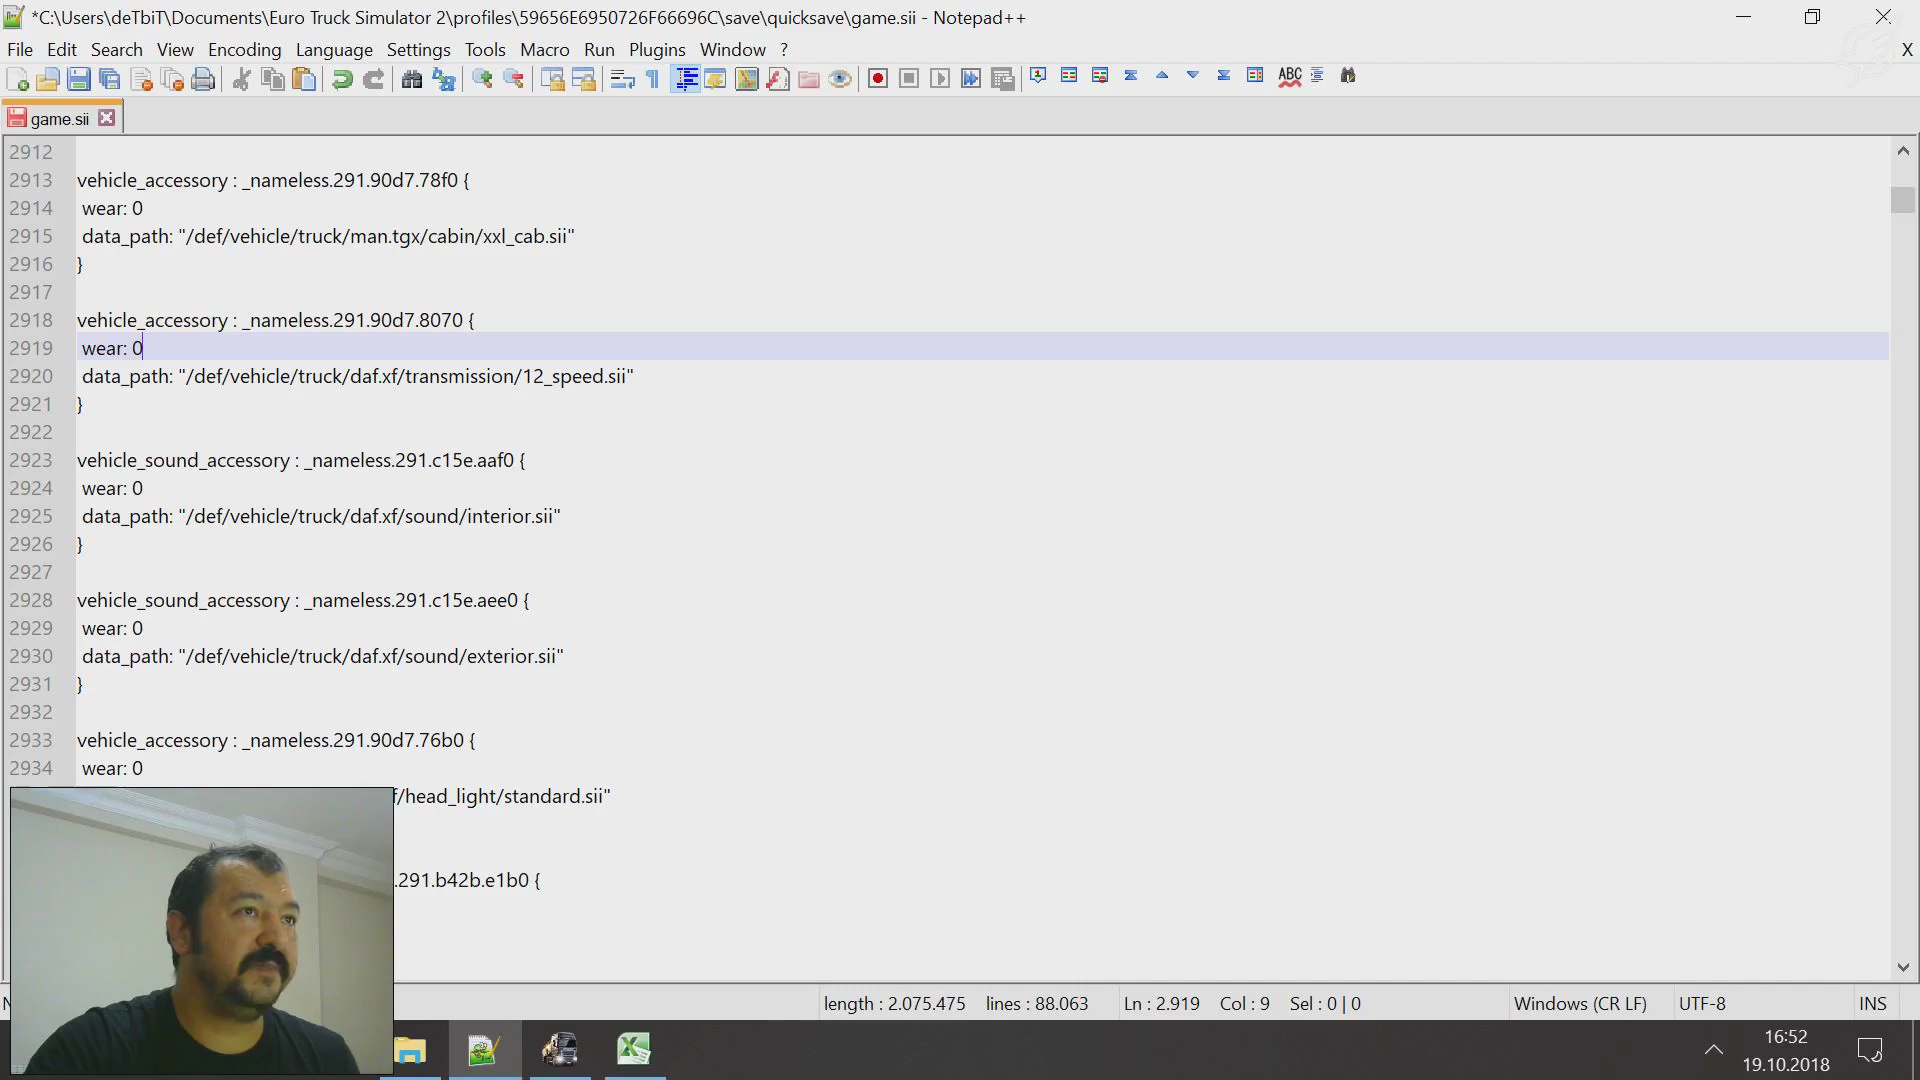 *C:\Users\deTbiT\Documents\Euro Truck Simulator 2\profiles\59656E6950726F66696C\save\quicksave\game.sii - Notepad++
File Edit Search View Encoding Language Settings Tools Macro Run Plugins Window ? X
ABC
game.sii
2912
2913 vehicle_accessory : _nameless.291.90d7.78f0 {
2914 wear: 0
2915 data_path: "/def/vehicle/truck/man.tgx/cabin/xxl_cab.sii"
2916 }
2917
2918 vehicle_accessory : _nameless.291.90d7.8070 {
2919 wear: 0
2920 data_path: "/def/vehicle/truck/daf.xf/transmission/12_speed.sii"
2921 }
2922
2923 vehicle_sound_accessory : _nameless.291.c15e.aaf0 {
2924 wear: 0
2925 data_path: "/def/vehicle/truck/daf.xf/sound/interior.sii"
2926 }
2927
2928 vehicle_sound_accessory : _nameless.291.c15e.aee0 {
2929 wear: 0
2930 data_path: "/def/vehicle/truck/daf.xf/sound/exterior.sii"
2931 }
2932
2933 vehicle_accessory : _nameless.291.90d7.76b0 {
2934 wear: 0
f/head_light/standard.sii"
.291.b42b.e1b0 {
length : 2.075.475 lines : 88.063 Ln : 2.919 Col : 9 Sel : 0 | 0 Windows (CR LF) UTF-8 INS
16:52
19.10.2018